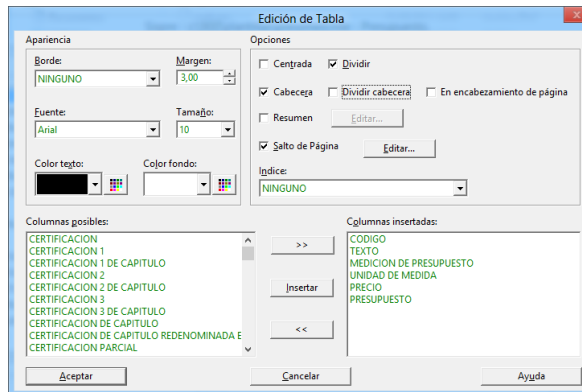 Edición de Tabla
x
Apariencia
Borde:
NINGUNO
Margen:
3,00
Fuente:
Arial
Tamaño:
10
Color texto:
Color fondo:
Opciones
Centrada
Dividir
Cabecera
Dividir cabecera
En encabezamiento de página
Resumen
Editar...
Salto de Página
Editar...
Indice:
NINGUNO
Columnas posibles:
CERTIFICACION
CERTIFICACION 1
CERTIFICACION 1 DE CAPITULO
CERTIFICACION 2
CERTIFICACION 2 DE CAPITULO
CERTIFICACION 3
CERTIFICACION 3 DE CAPITULO
CERTIFICACION DE CAPITULO
CERTIFICACION DE CAPITULO REDENOMINADA E
CERTIFICACION PARCIAL
>>
Insertar
<<
Columnas insertadas:
CODIGO
TEXTO
MEDICION DE PRESUPUESTO
UNIDAD DE MEDIDA
PRECIO
PRESUPUESTO
Aceptar
Cancelar
Ayuda